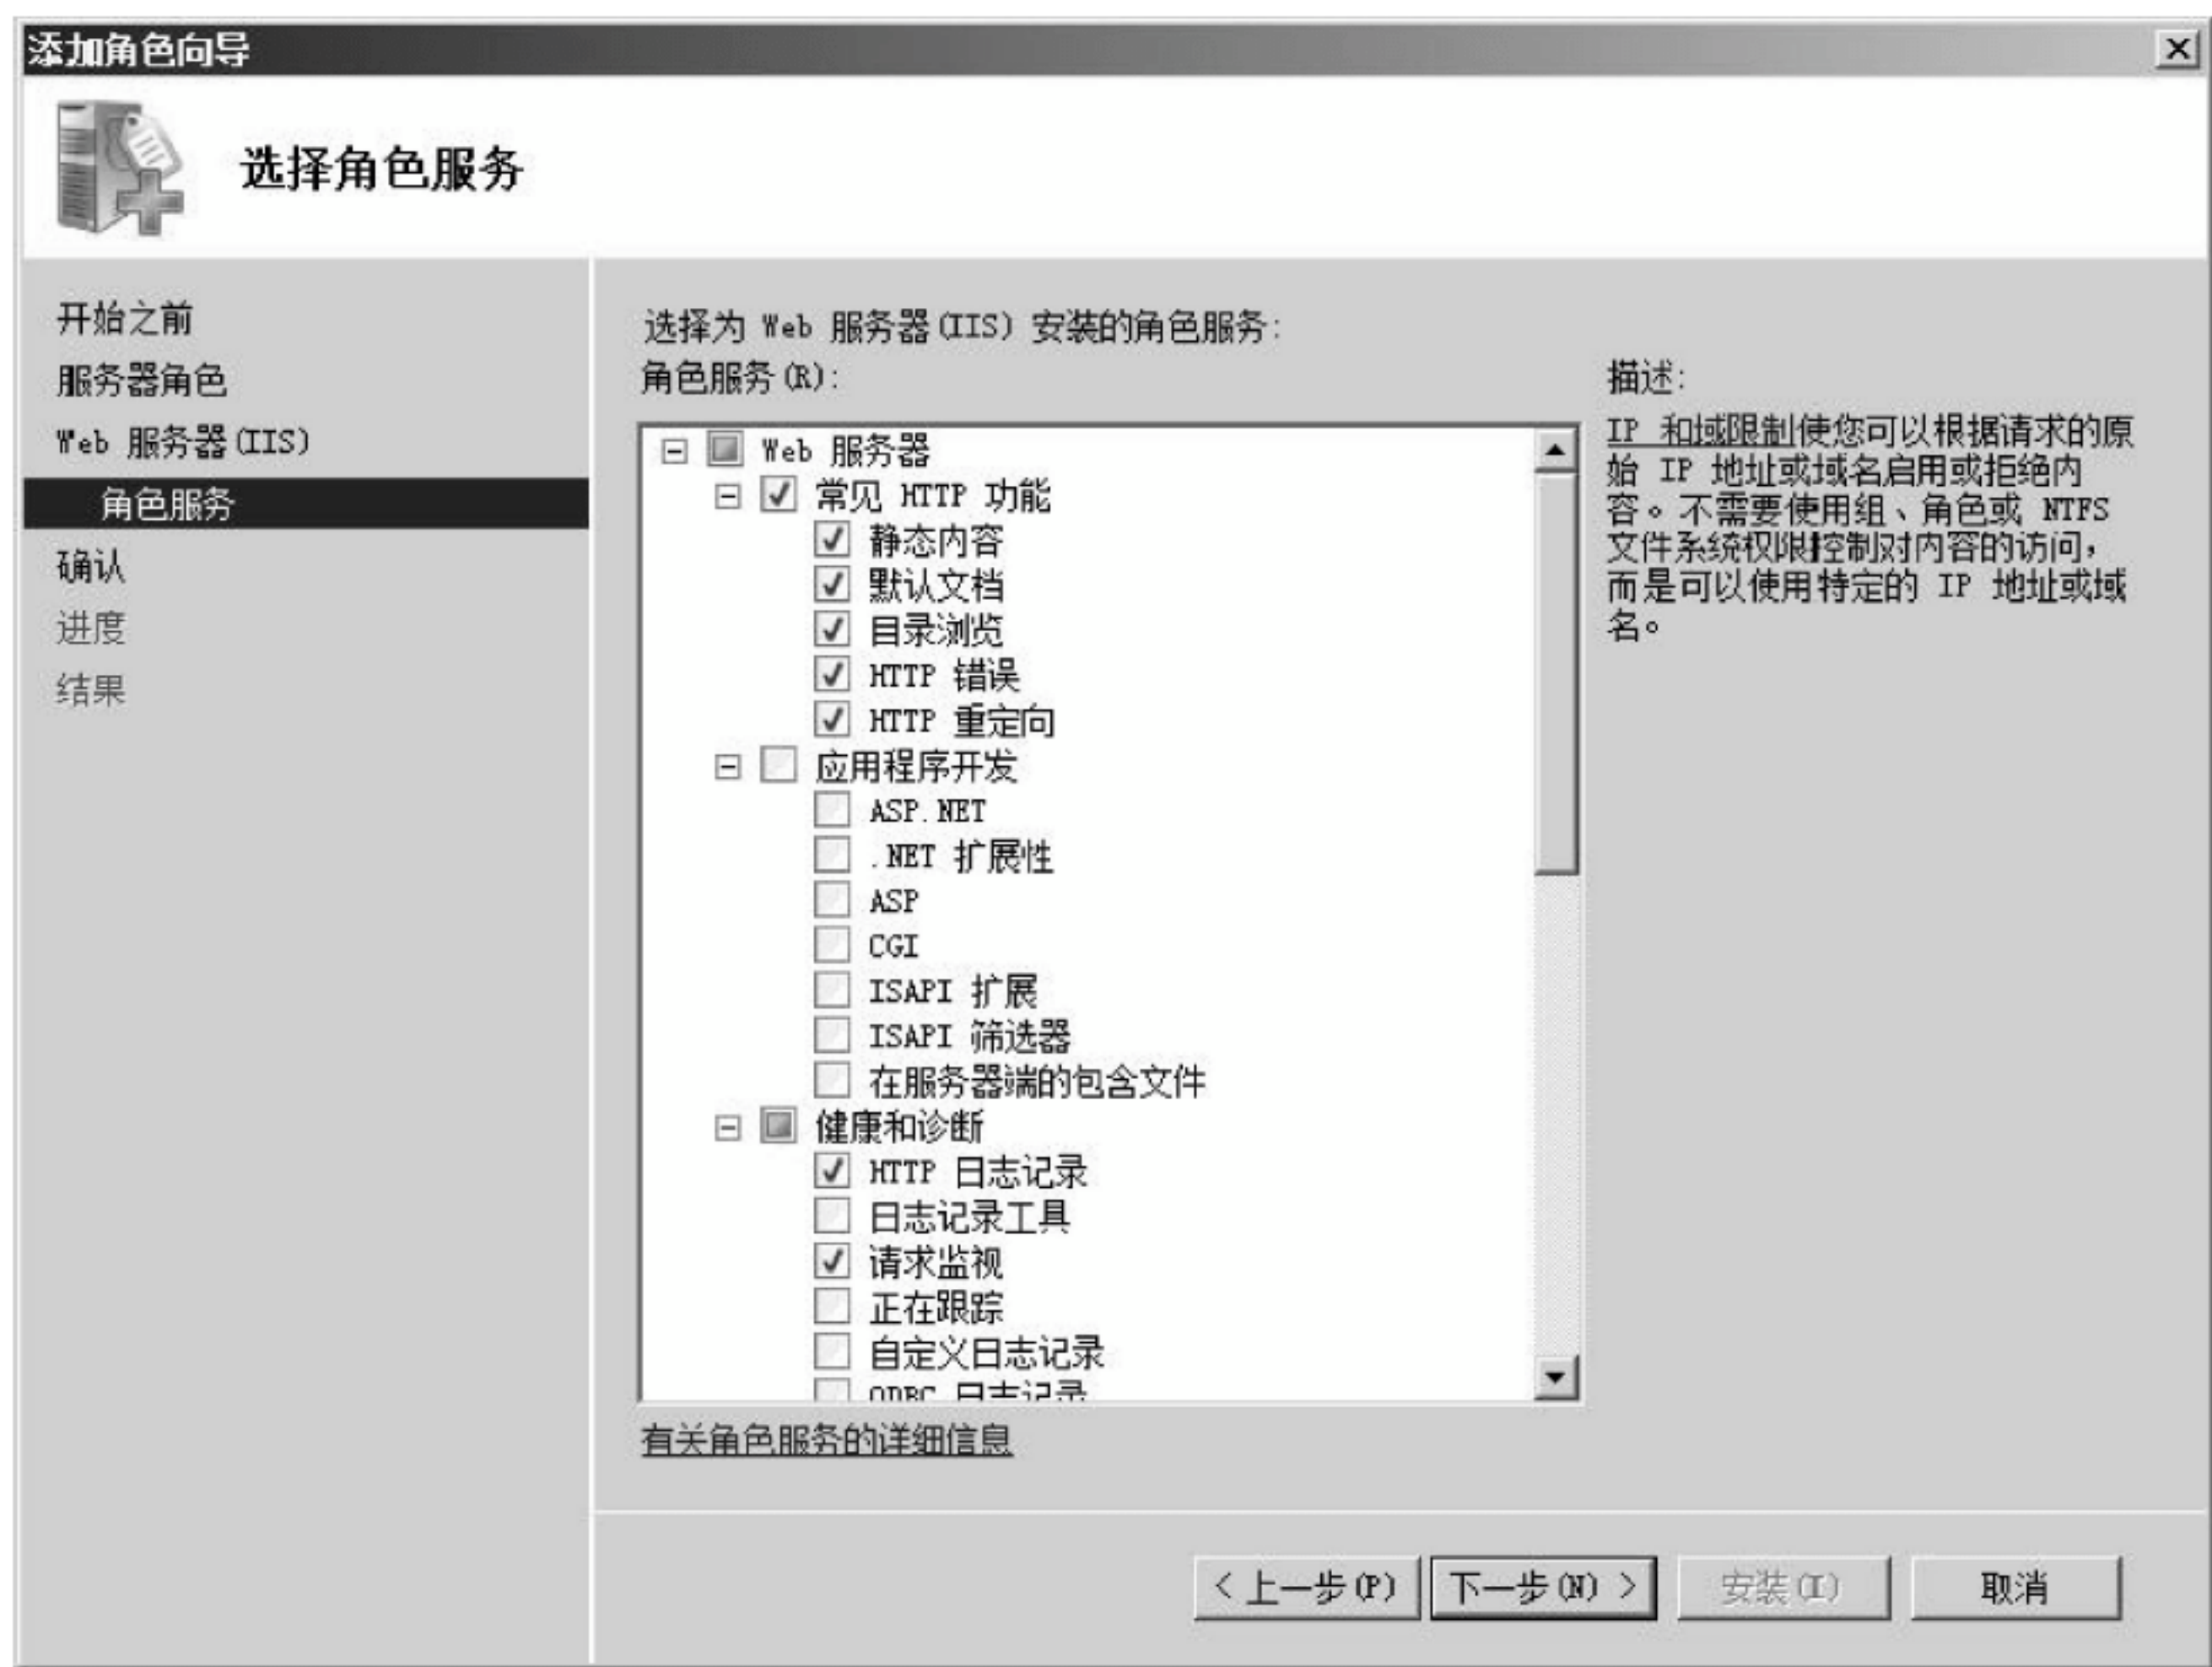 添加角色向导
选择角色服务
开始之前
服务器角色
Web 服务器(IIS)
角色服务
确认
进度
结果
选择为 Web 服务器(IIS) 安装的角色服务:
角色服务(R):
Web 服务器
常见 HTTP 功能
静态内容
默认文档
目录浏览
HTTP 错误
HTTP 重定向
应用程序开发
ASP.NET
.NET 扩展性
ASP
CGI
ISAPI 扩展
ISAPI 筛选器
在服务器端的包含文件
健康和诊断
HTTP 日志记录
日志记录工具
请求监视
正在跟踪
自定义日志记录
ODBC 日志记录
有关角色服务的详细信息
描述:
IP 和域限制使您可以根据请求的原
始 IP 地址或域名启用或拒绝内
容。不需要使用组、角色或 NTFS
文件系统权限控制对内容的访问，
而是可以使用特定的 IP 地址或域
名。
< 上一步(P)
下一步(N) >
安装(I)
取消